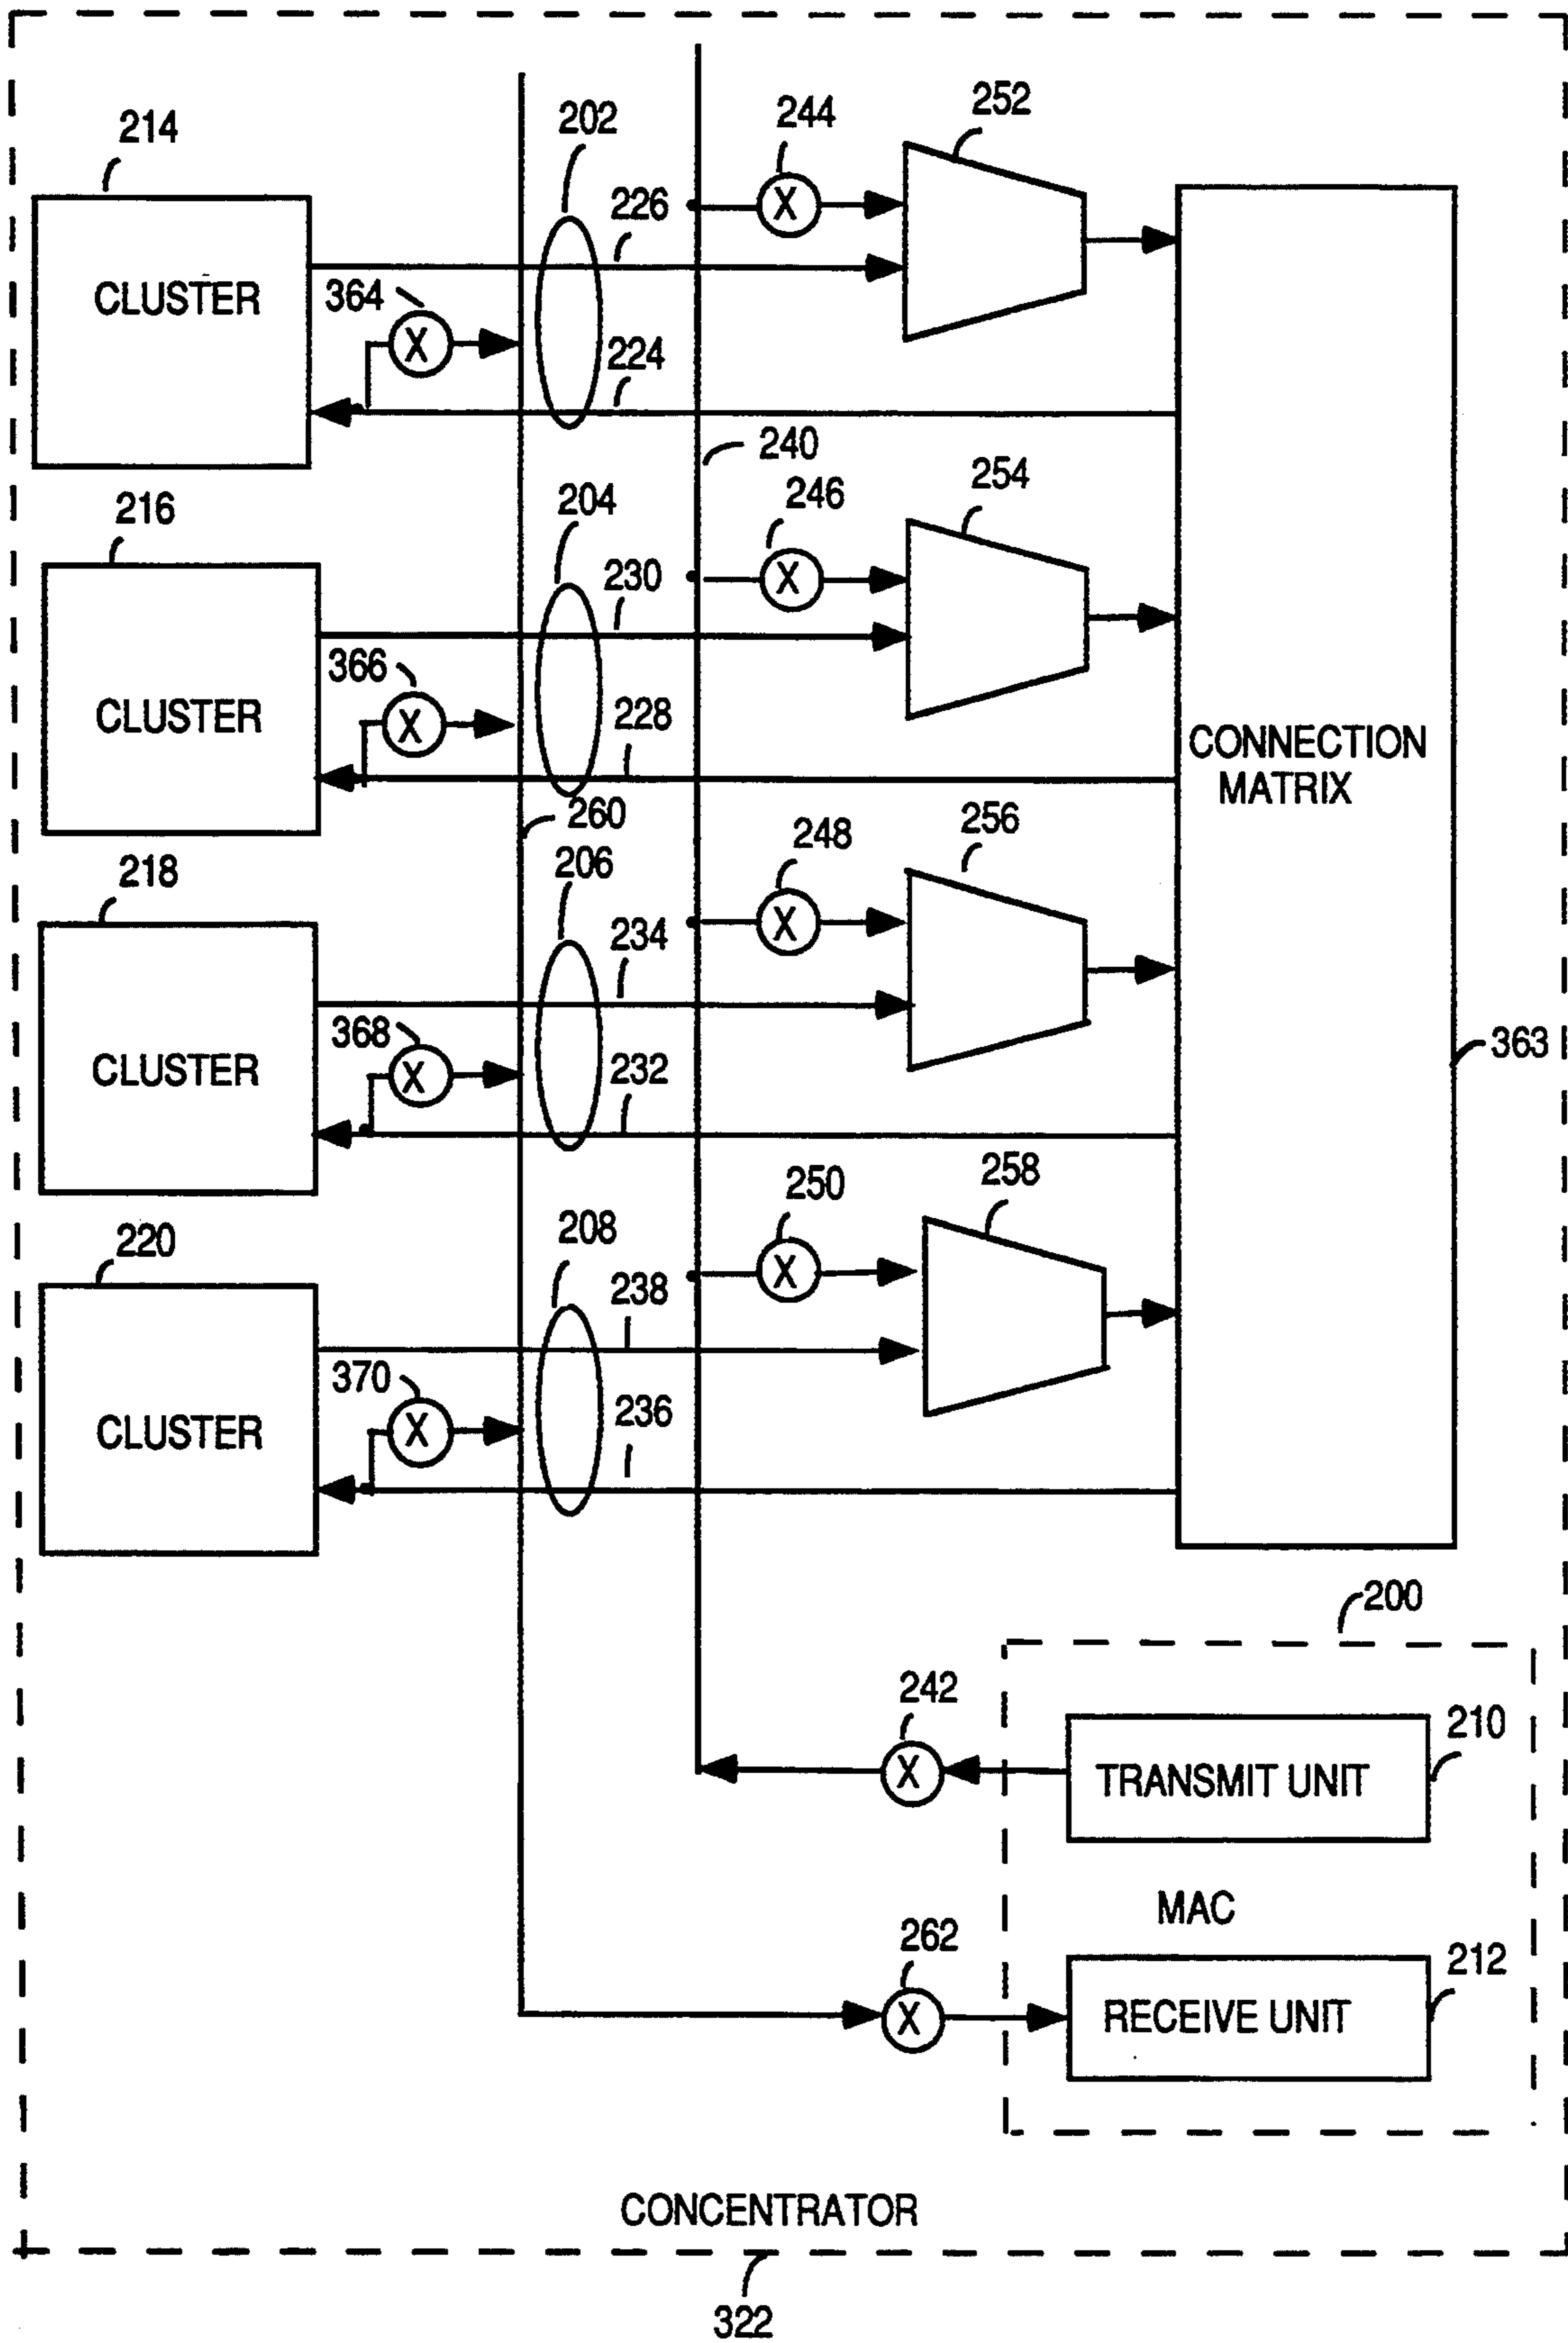 214
202
244
252
226
CLUSTER
364
X
X
224
240
216
204
246
254
230
X
366
CLUSTER
X
228
CONNECTION
MATRIX
260
218
206
248
256
234
X
368
363
CLUSTER
X
232
220
208
250
258
238
X
370
CLUSTER
X
236
200
242
210
X
TRANSMIT UNIT
MAC
262
212
X
RECEIVE UNIT
CONCENTRATOR
322